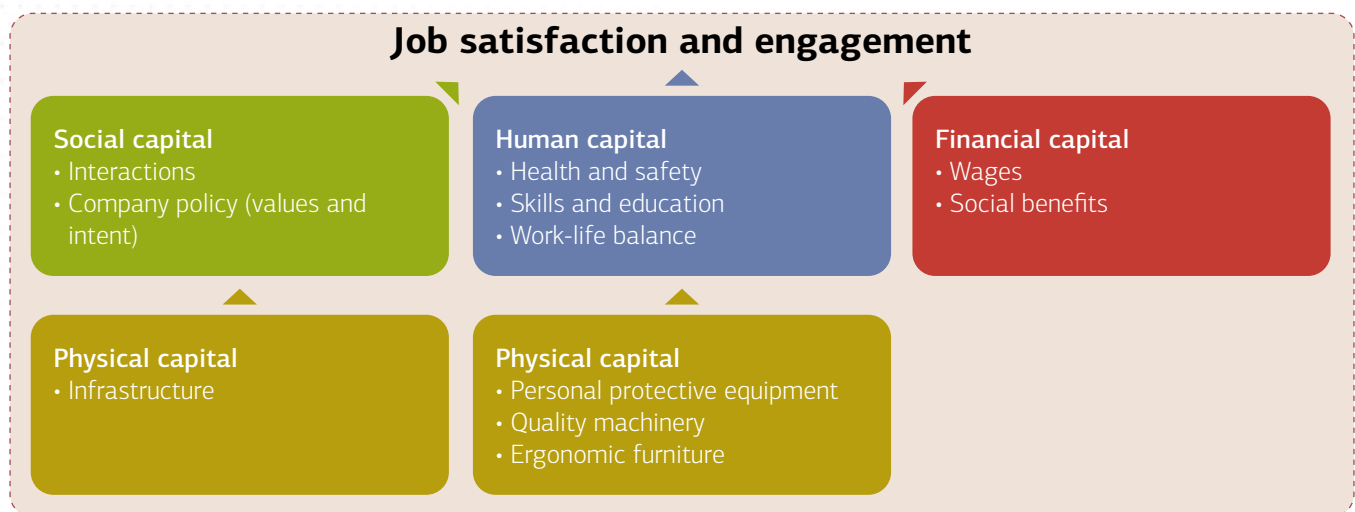 Job satisfaction and engagement
Social capital
• Interactions
• Company policy (values and
intent)
Human capital
• Health and safety
• Skills and education
• Work-life balance
Financial capital
• Wages
• Social benefits
Physical capital
• Infrastructure
Physical capital
• Personal protective equipment
• Quality machinery
• Ergonomic furniture